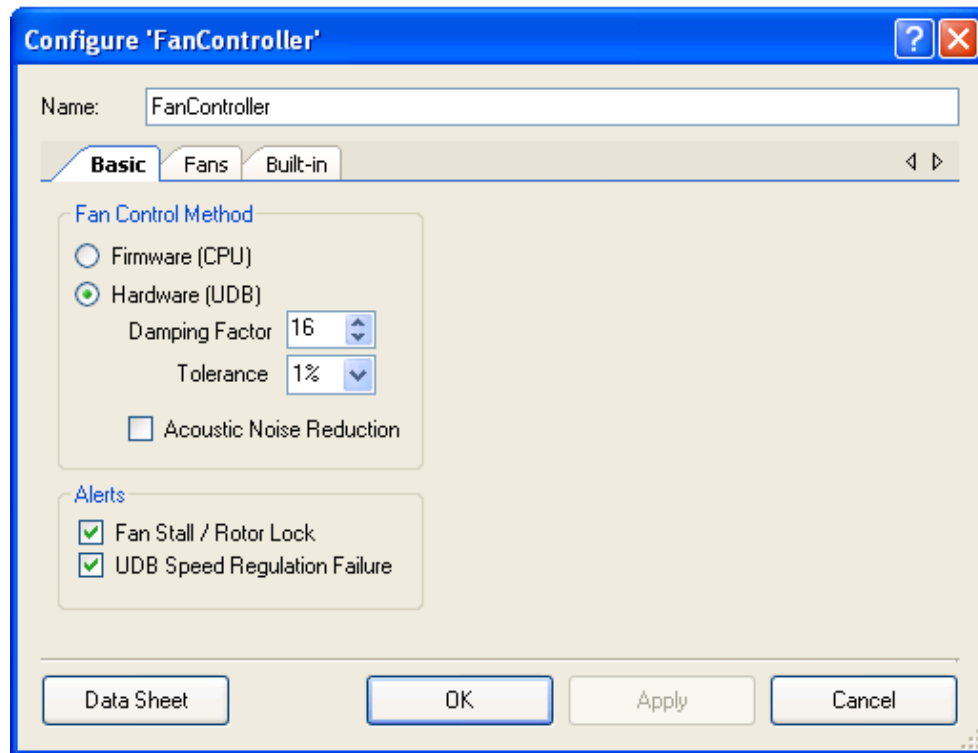 Configure 'FanController'
Name: FanController
Basic Fans Built-in
Fan Control Method
Firmware (CPU)
Hardware (UDB)
Damping Factor 16
Tolerance 1%
Acoustic Noise Reduction
Alerts
Fan Stall / Rotor Lock
UDB Speed Regulation Failure
Data Sheet OK Apply Cancel